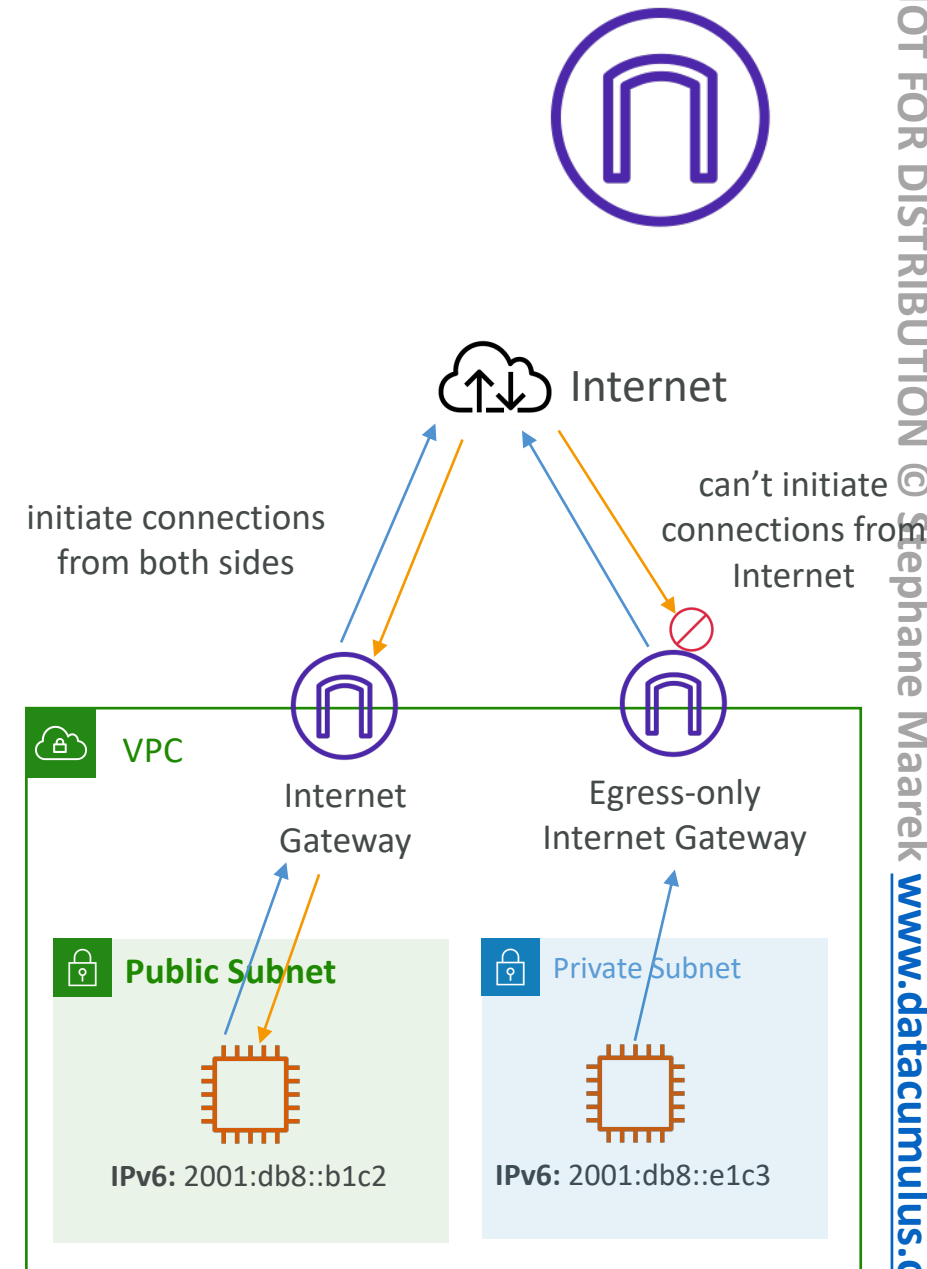 Internet
initiate connections
from both sides
can't initiate
connections from
Internet
VPC
Internet
Gateway
Egress-only
Internet Gateway
Public Subnet
Private Subnet
IPv6: 2001:db8::b1c2
IPv6: 2001:db8::e1c3
OT FOR DISTRIBUTION © Stephane Maarek www.datacumulus.c